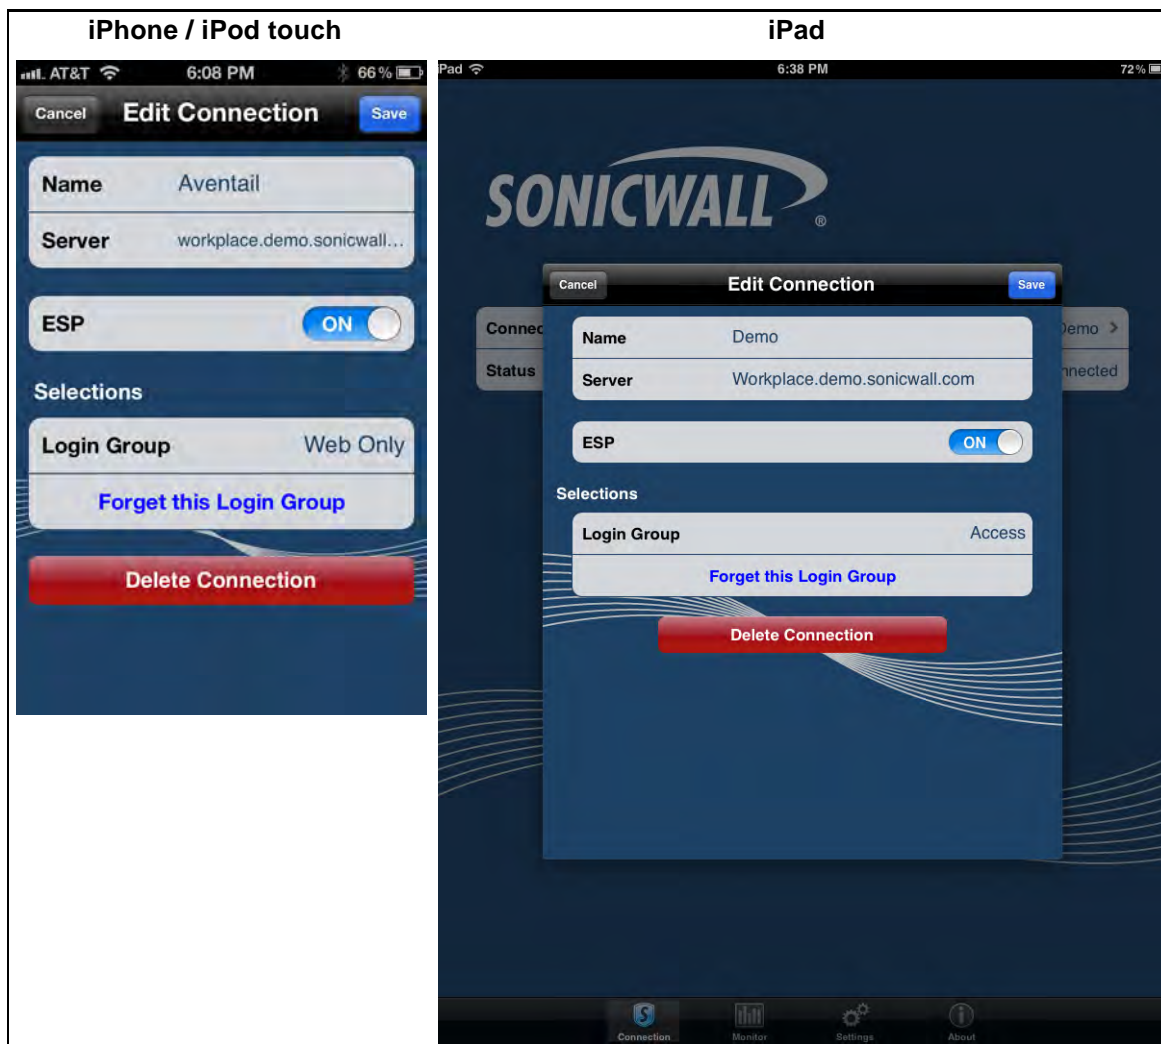 iPhone / iPod touch
iPad
AT&T 6:08 PM 66%
Cancel Edit Connection Save
Name Aventail
Server workplace.demo.sonicwall...
ESP ON
Selections
Login Group Web Only
Forget this Login Group
Delete Connection
iPad 6:38 PM 72%
SONICWALL®
Connec Demo
Status nnected
Cancel Edit Connection Save
Name Demo
Server Workplace.demo.sonicwall.com
ESP ON
Selections
Login Group Access
Forget this Login Group
Delete Connection
Connection Monitor Settings About